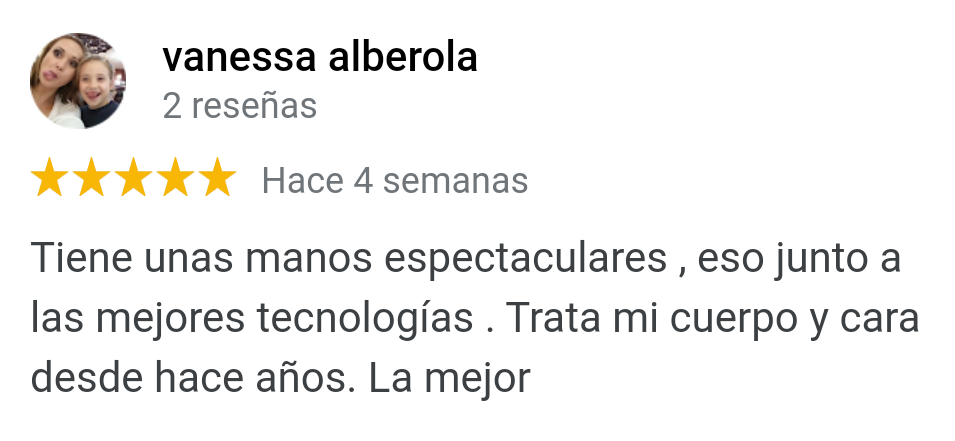 vanessa alberola
2 reseñas
Hace 4 semanas
Tiene unas manos espectaculares , eso junto a
las mejores tecnologías . Trata mi cuerpo y cara
desde hace años. La mejor